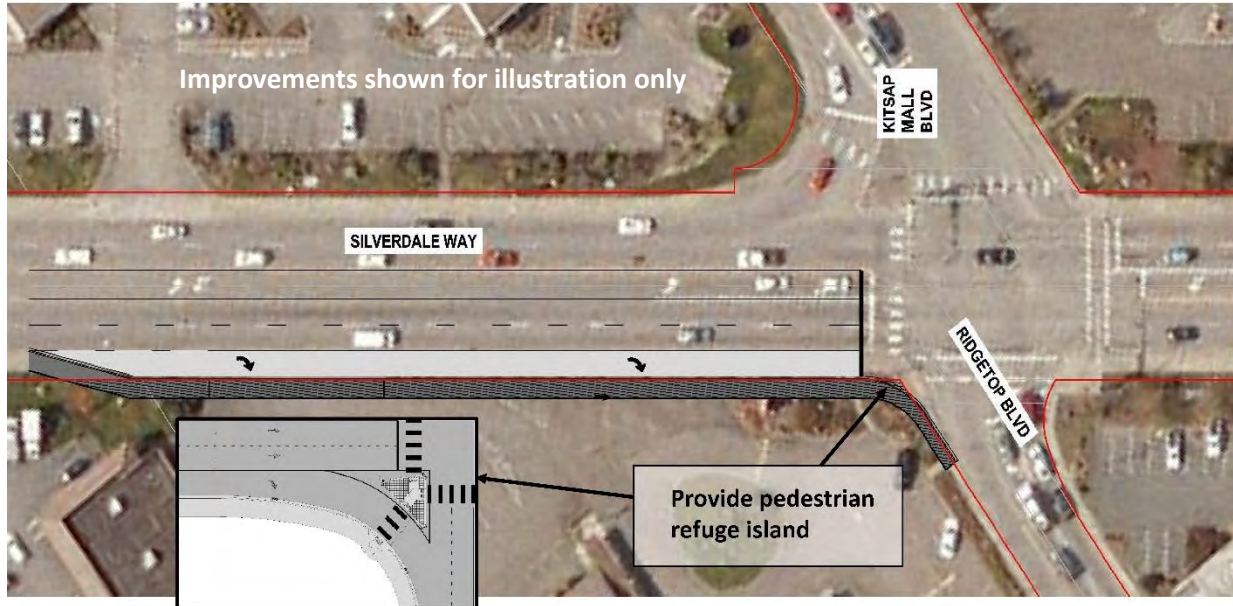 Improvements shown for illustration only
KITSAP
MALL
BLVD
SILVERDALE WAY
RIDGETOP BLVD
Provide pedestrian
refuge island